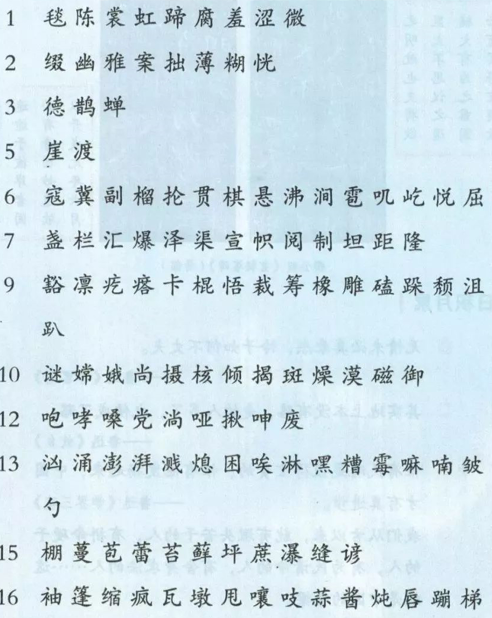 1 毯陈裳虹蹄腐羞涩微
2 缀幽雅案拙薄糊恍
3 德鹊蝉
5 崖渡
6 寇冀副榴抡贯棋悬沸涧雹叽屹悦屈
7 盏栏汇爆泽渠宣帜阅制坦距隆
9 豁凛疙瘩卡棍悟裁筹橡雕磕跺颓沮
趴
10 谜嫦娥尚摄核倾揭斑燥漠磁御
12 咆哮嗓党淌哑揪呻废
13 汹涌澎湃溅熄困唉淋嘿糟霉嘛喃皱
勺
15 棚蔓芭蕾苔鲜坪蔗瀑缝谚
16 袖篷缩疯瓦墩甩嚷吱蒜酱炖唇蹦梯